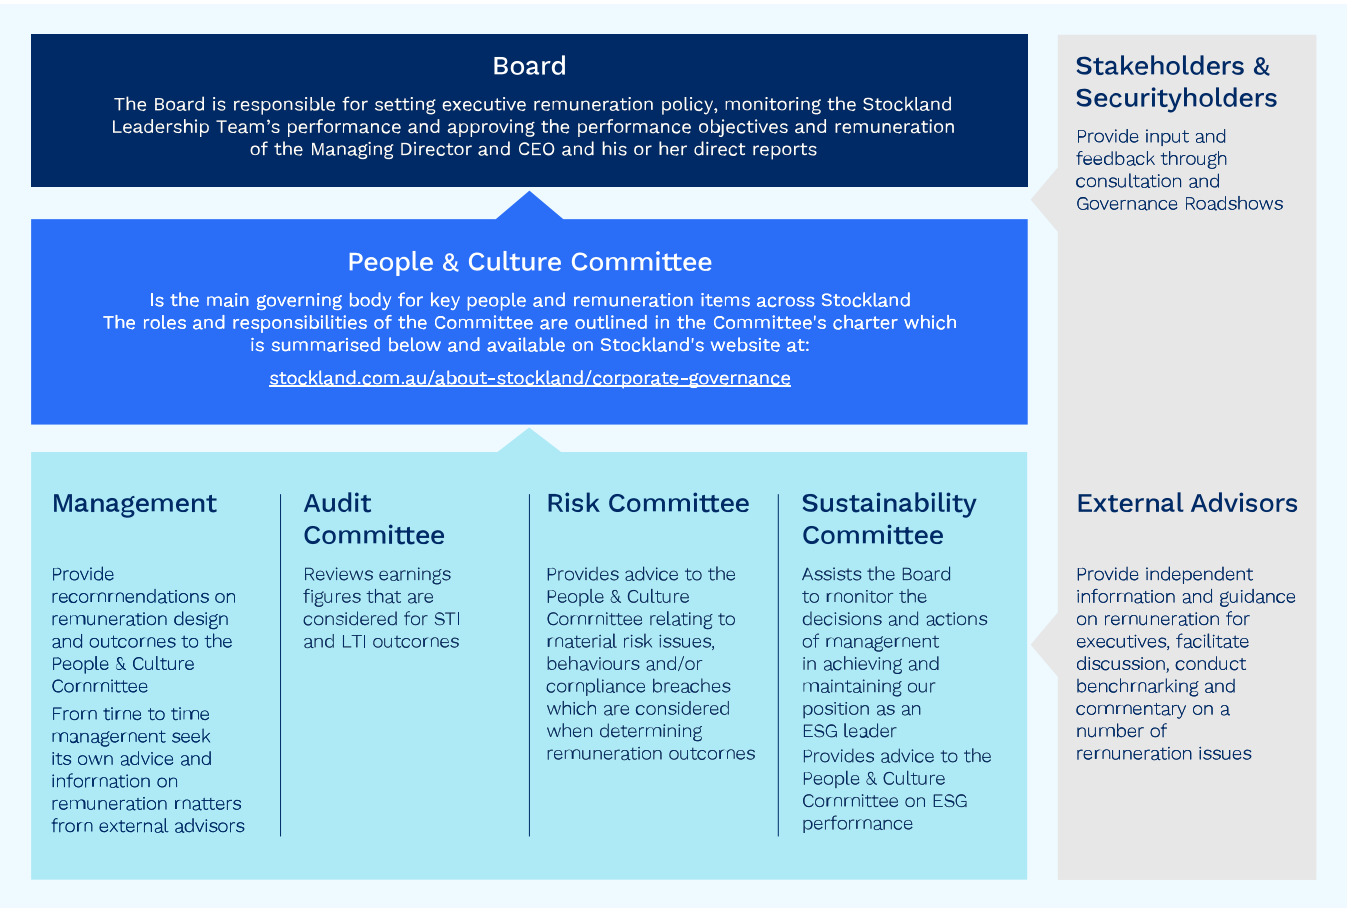 Board
The Board is responsible for setting executive remuneration policy, monitoring the Stockland
Leadership Team's performance and approving the performance objectives and remuneration
of the Managing Director and CEO and his or her direct reports
People & Culture Committee
Is the main governing body for key people and remuneration items across Stockland
The roles and responsibilities of the Committee are outlined in the Committee's charter which
is summarised below and available on Stockland's website at:
stockland.com.au/about-stockland/corporate-governance
Management
Provide
recommendations on
remuneration design
and outcomes to the
People & Culture
Committee
From time to time
management seek
its own advice and
information on
remuneration matters
from external advisors
Audit
Committee
Reviews earnings
figures that are
considered for STI
and LTI outcomes
Risk Committee
Provides advice to the
People & Culture
Committee relating to
material risk issues,
behaviours and/or
compliance breaches
which are considered
when determining
remuneration outcomes
Sustainability
Committee
Assists the Board
to monitor the
decisions and actions
of management
in achieving and
maintaining our
position as an
ESG leader
Provides advice to the
People & Culture
Committee on ESG
performance
Stakeholders &
Securityholders
Provide input and
feedback through
consultation and
Governance Roadshows
External Advisors
Provide independent
information and guidance
on remuneration for
executives, facilitate
discussion, conduct
benchmarking and
commentary on a
number of
remuneration issues